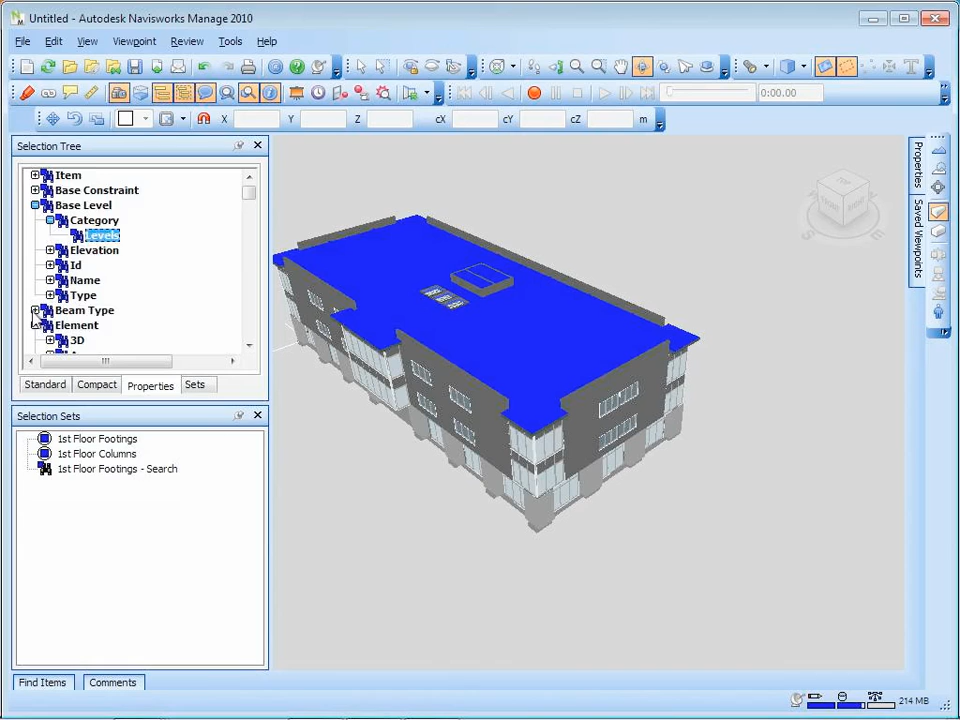 Untitled - Autodesk Navisworks Manage 2010
File Edit View Viewpoint Review Tools Help
0:00.00
X Y Z cX cY cZ m
Selection Tree
Item
Base Constraint
Base Level
Category
Levels
Elevation
Id
Name
Type
Beam Type
Element
3D
Standard Compact Properties Sets
Selection Sets
1st Floor Footings
1st Floor Columns
1st Floor Footings - Search
Find Items Comments
Properties
Saved Viewpoints
214 MB